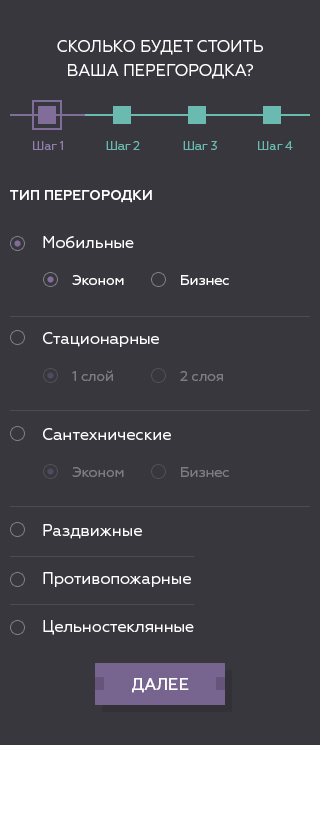 СКОЛЬКО БУДЕТ СТОИТЬ
ВАША ПЕРЕГОРОДКА?
Шаг 1 Шаг 2 Шаг 3 Шаг 4
ТИП ПЕРЕГОРОДКИ
Мобильные
Эконом Бизнес
Стационарные
1 слой 2 слоя
Сантехнические
Эконом Бизнес
Раздвижные
Противопожарные
Цельностеклянные
ДАЛЕЕ